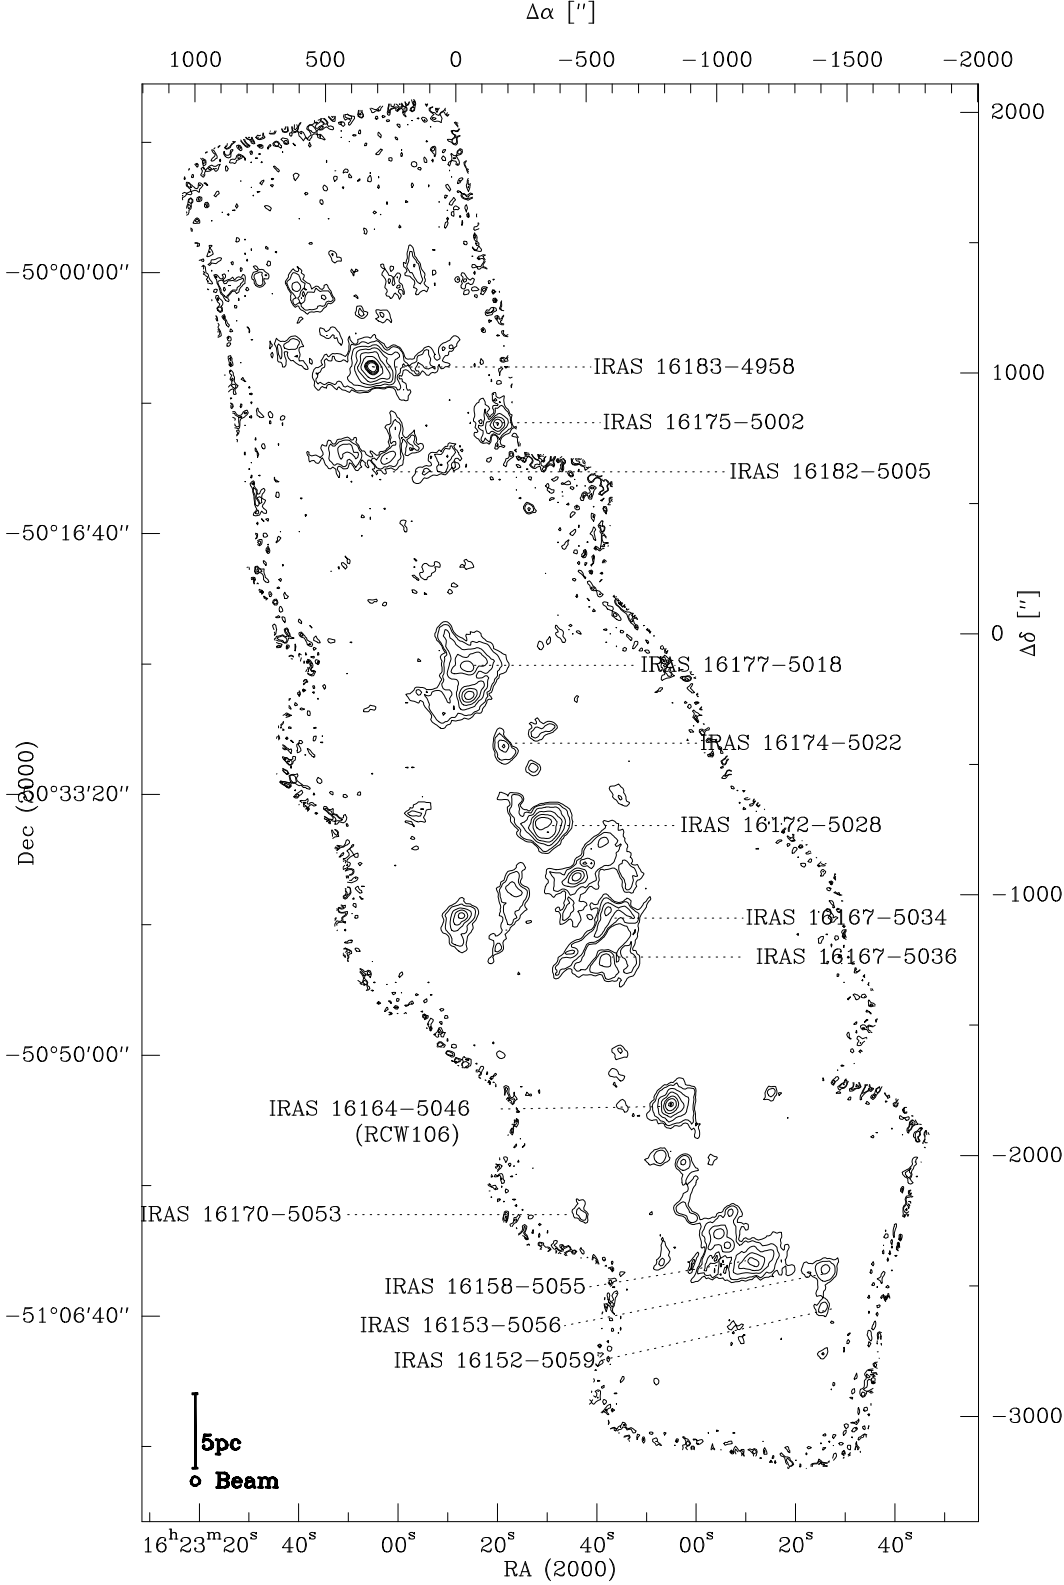 Δα [″]
1000 500 0 −500 −1000 −1500 −2000
2000
−50°00′00″
IRAS 16183−4958
1000
IRAS 16175−5002
IRAS 16182−5005
−50°16′40″
Δδ [″]
0
IRAS 16177−5018
IRAS 16174−5022
Dec (2000)
−50°33′20″
IRAS 16172−5028
−1000
IRAS 16167−5034
IRAS 16167−5036
−50°50′00″
IRAS 16164−5046
(RCW106)
−2000
IRAS 16170−5053
IRAS 16158−5055
−51°06′40″
IRAS 16153−5056
IRAS 16152−5059
−3000
5pc
Beam
16ʰ23ᵐ20ˢ 40ˢ 00ˢ 20ˢ 40ˢ 00ˢ 20ˢ 40ˢ
RA (2000)